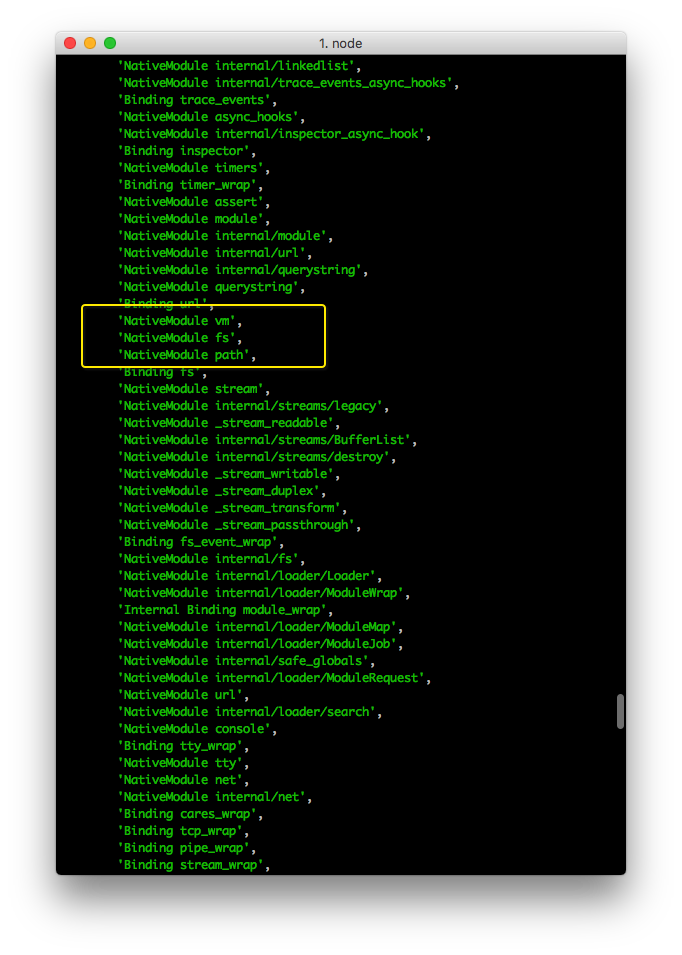 1. node
'NativeModule internal/linkedlist',
'NativeModule internal/trace_events_async_hooks',
'Binding trace_events',
'NativeModule async_hooks',
'NativeModule internal/inspector_async_hook',
'Binding inspector',
'NativeModule timers',
'Binding timer_wrap',
'NativeModule assert',
'NativeModule module',
'NativeModule internal/module',
'NativeModule internal/url',
'NativeModule internal/querystring',
'NativeModule querystring',
'Binding url',
'NativeModule vm',
'NativeModule fs',
'NativeModule path',
'Binding fs',
'NativeModule stream',
'NativeModule internal/streams/legacy',
'NativeModule _stream_readable',
'NativeModule internal/streams/BufferList',
'NativeModule internal/streams/destroy',
'NativeModule _stream_writable',
'NativeModule _stream_duplex',
'NativeModule _stream_transform',
'NativeModule _stream_passthrough',
'Binding fs_event_wrap',
'NativeModule internal/fs',
'NativeModule internal/loader/Loader',
'NativeModule internal/loader/ModuleWrap',
'Internal Binding module_wrap',
'NativeModule internal/loader/ModuleMap',
'NativeModule internal/loader/ModuleJob',
'NativeModule internal/safe_globals',
'NativeModule internal/loader/ModuleRequest',
'NativeModule url',
'NativeModule internal/loader/search',
'NativeModule console',
'Binding tty_wrap',
'NativeModule tty',
'NativeModule net',
'NativeModule internal/net',
'Binding cares_wrap',
'Binding tcp_wrap',
'Binding pipe_wrap',
'Binding stream_wrap',